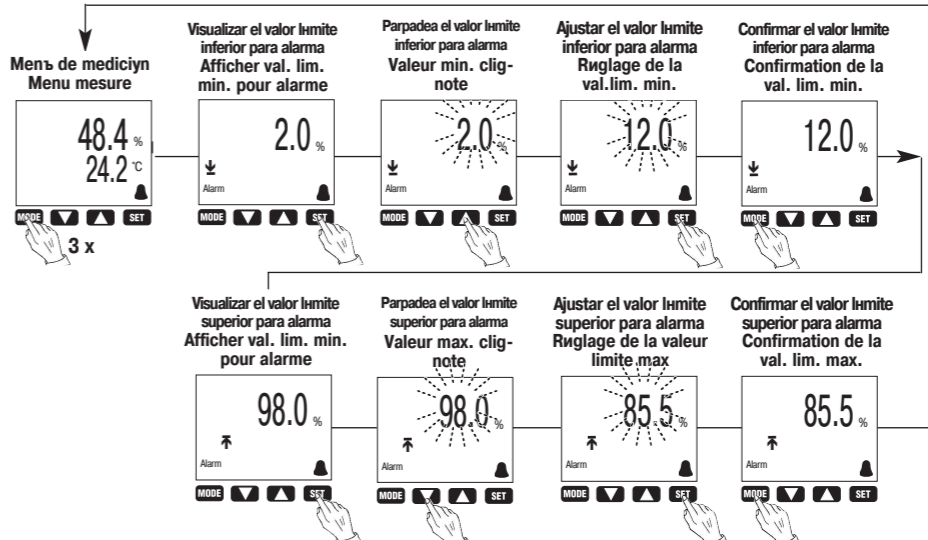 Menъ de mediciyn
Menu mesure
48.4 %
24.2 °C
MODE SET
3 x
Visualizar el valor lнmite
inferior para alarma
Afficher val. lim.
min. pour alarme
2.0 %
Alarm
MODE SET
Parpadea el valor lнmite
inferior para alarma
Valeur min. clig-
note
2.0 %
Alarm
MODE SET
Ajustar el valor lнmite
inferior para alarma
Rиglage de la
val.lim. min.
12.0 %
Alarm
MODE SET
Confirmar el valor lнmite
inferior para alarma
Confirmation de la
val. lim. min.
12.0 %
Alarm
MODE SET
Visualizar el valor lнmite
superior para alarma
Afficher val. lim. min.
pour alarme
98.0 %
Alarm
MODE SET
Parpadea el valor lнmite
superior para alarma
Valeur max. clig-
note
98.0 %
Alarm
MODE SET
Ajustar el valor lнmite
superior para alarma
Rиglage de la valeur
limite max
85.5 %
Alarm
MODE SET
Confirmar el valor lнmite
superior para alarma
Confirmation de la
val. lim. max.
85.5 %
Alarm
MODE SET